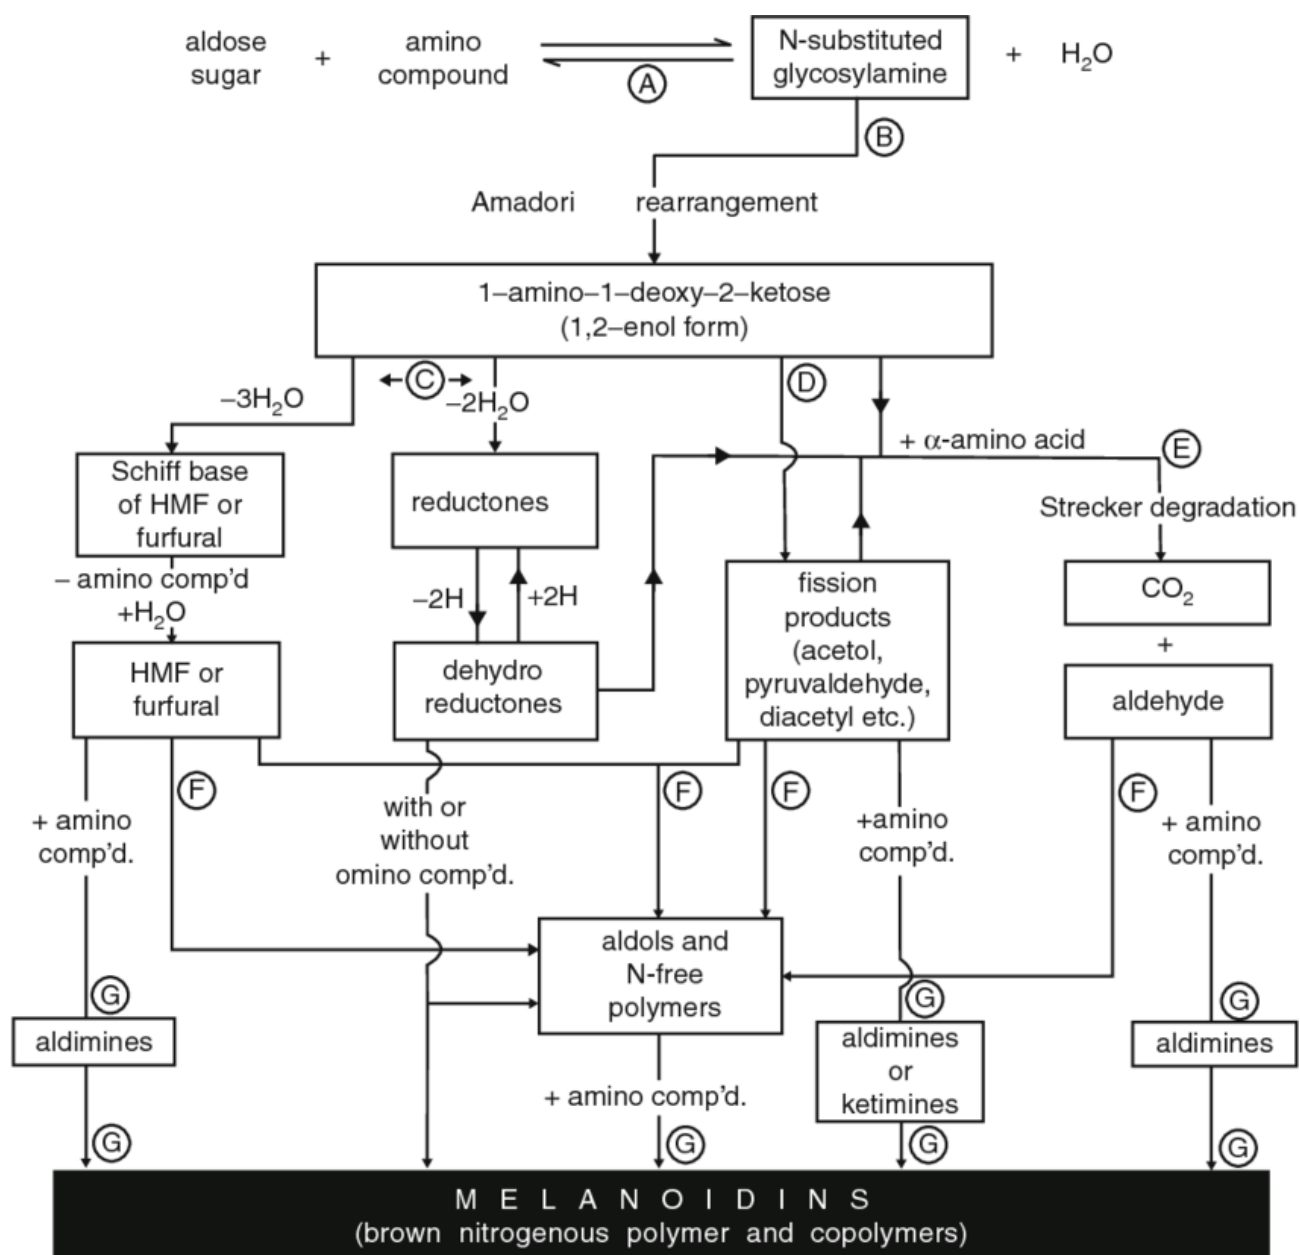 aldose
sugar
+
amino
compound
A
N-substituted
glycosylamine
+
H₂O
B
Amadori rearrangement
1–amino–1–deoxy–2–ketose
(1,2–enol form)
C
D
–3H₂O
–2H₂O
+ α-amino acid
E
Schiff base
of HMF or
furfural
reductones
Strecker degradation
– amino comp’d
+H₂O
–2H
+2H
fission
products
(acetol,
pyruvaldehyde,
diacetyl etc.)
CO₂
+
aldehyde
HMF or
furfural
dehydro
reductones
F
F
F
F
+ amino
comp’d.
with or
without
omino comp’d.
+amino
comp’d.
+ amino
comp’d.
aldols and
N-free
polymers
G
G
G
aldimines
aldimines
or
ketimines
aldimines
+ amino comp’d.
G
G
G
G
MELANOIDINS
(brown nitrogenous polymer and copolymers)